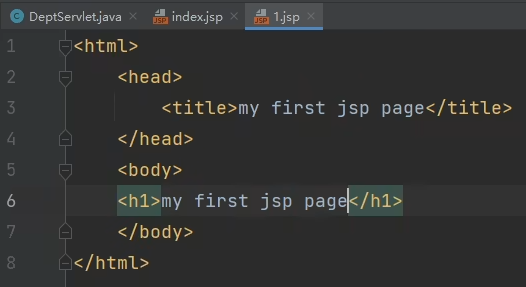 DeptServlet.java index.jsp 1.jsp
1 <html>
2 <head>
3 <title>my first jsp page</title>
4 </head>
5 <body>
6 <h1>my first jsp page</h1>
7 </body>
8 </html>